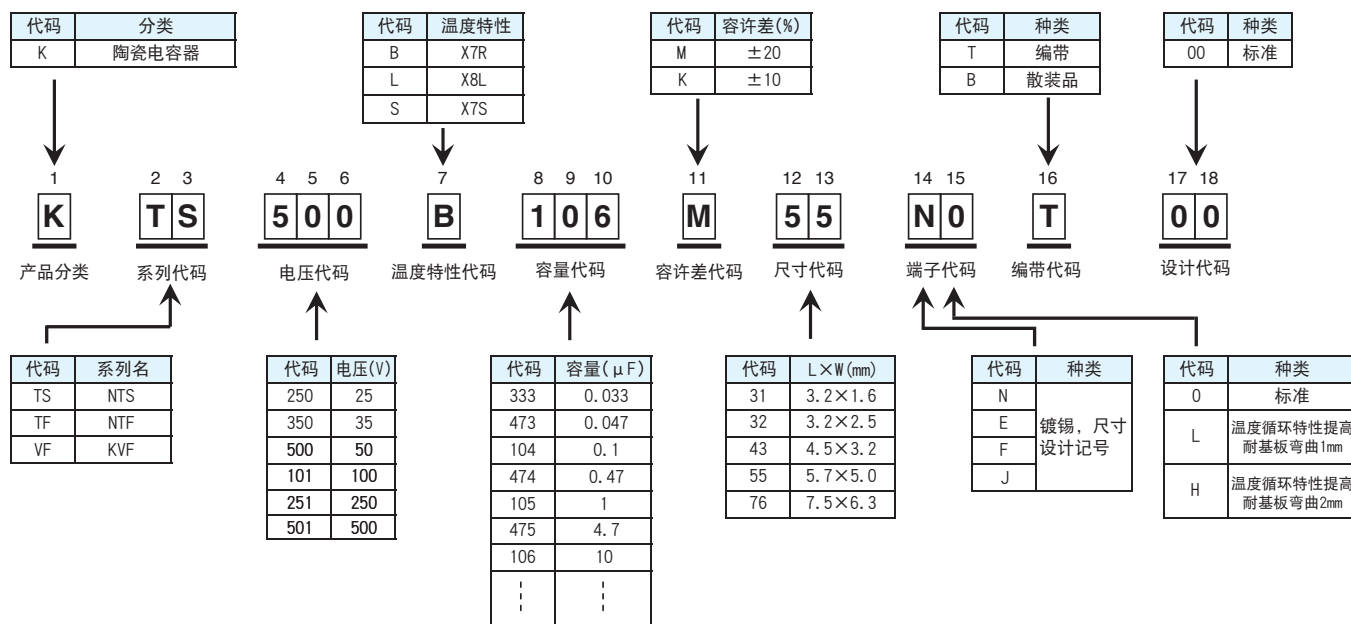 代码 分类
K 陶瓷电容器
代码 温度特性
B X7R
L X8L
S X7S
代码 容许差(%)
M ±20
K ±10
代码 种类
T 编带
B 散装品
代码 种类
00 标准
1 2 3 4 5 6 7 8 9 10 11 12 13 14 15 16 17 18
K T S 5 0 0 B 1 0 6 M 5 5 N 0 T 0 0
产品分类 系列代码 电压代码 温度特性代码 容量代码 容许差代码 尺寸代码 端子代码 编带代码 设计代码
代码 系列名
TS NTS
TF NTF
VF KVF
代码 电压(V)
250 25
350 35
500 50
101 100
251 250
501 500
代码 容量(μF)
333 0.033
473 0.047
104 0.1
474 0.47
105 1
475 4.7
106 10
代码 L×W(mm)
31 3.2×1.6
32 3.2×2.5
43 4.5×3.2
55 5.7×5.0
76 7.5×6.3
代码 种类
N
E
F
J
镀锡，尺寸
设计记号
代码 种类
0 标准
L 温度循环特性提高
耐基板弯曲1mm
H 温度循环特性提高
耐基板弯曲2mm